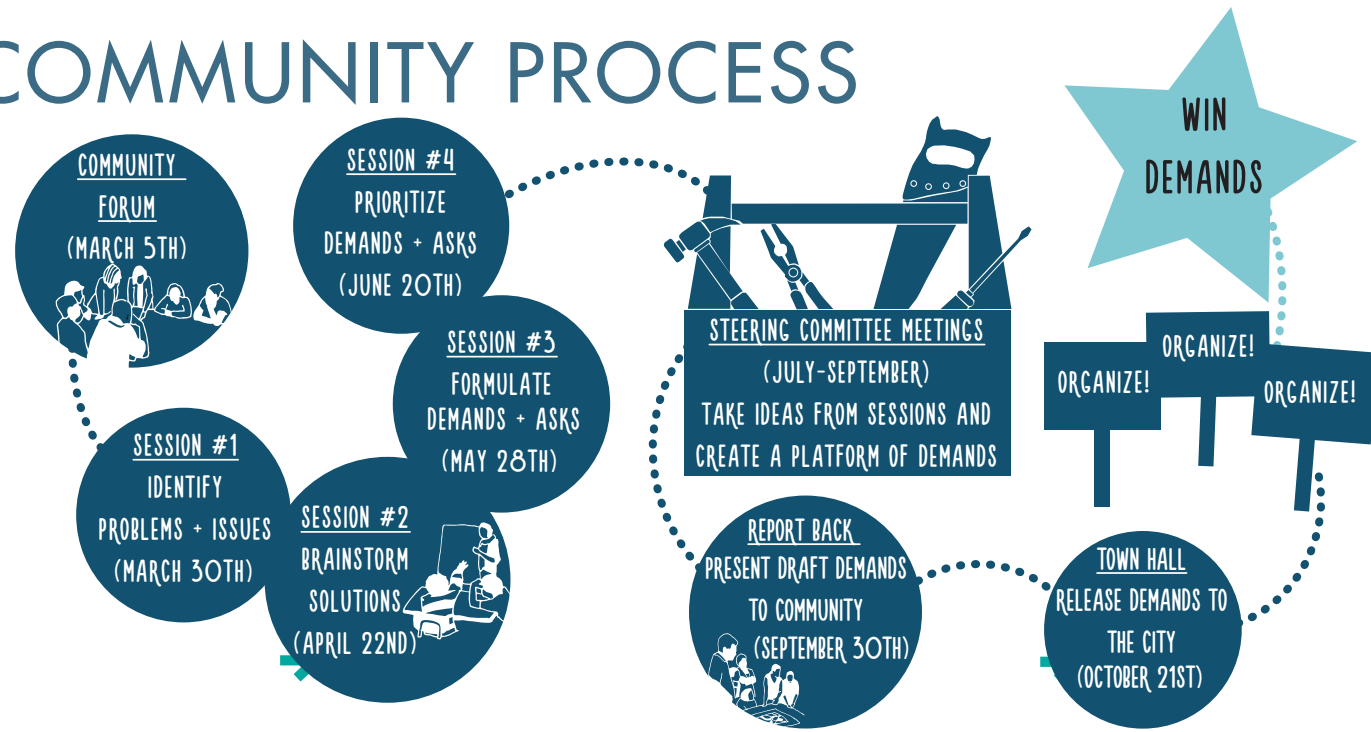 COMMUNITY PROCESS
COMMUNITY
FORUM
(MARCH 5TH)
SESSION #1
IDENTIFY
PROBLEMS + ISSUES
(MARCH 30TH)
SESSION #2
BRAINSTORM
SOLUTIONS
(APRIL 22ND)
SESSION #3
FORMULATE
DEMANDS + ASKS
(MAY 28TH)
SESSION #4
PRIORITIZE
DEMANDS + ASKS
(JUNE 20TH)
STEERING COMMITTEE MEETINGS
(JULY-SEPTEMBER)
TAKE IDEAS FROM SESSIONS AND
CREATE A PLATFORM OF DEMANDS
REPORT BACK
PRESENT DRAFT DEMANDS
TO COMMUNITY
(SEPTEMBER 30TH)
TOWN HALL
RELEASE DEMANDS TO
THE CITY
(OCTOBER 21ST)
ORGANIZE!
ORGANIZE!
ORGANIZE!
WIN
DEMANDS